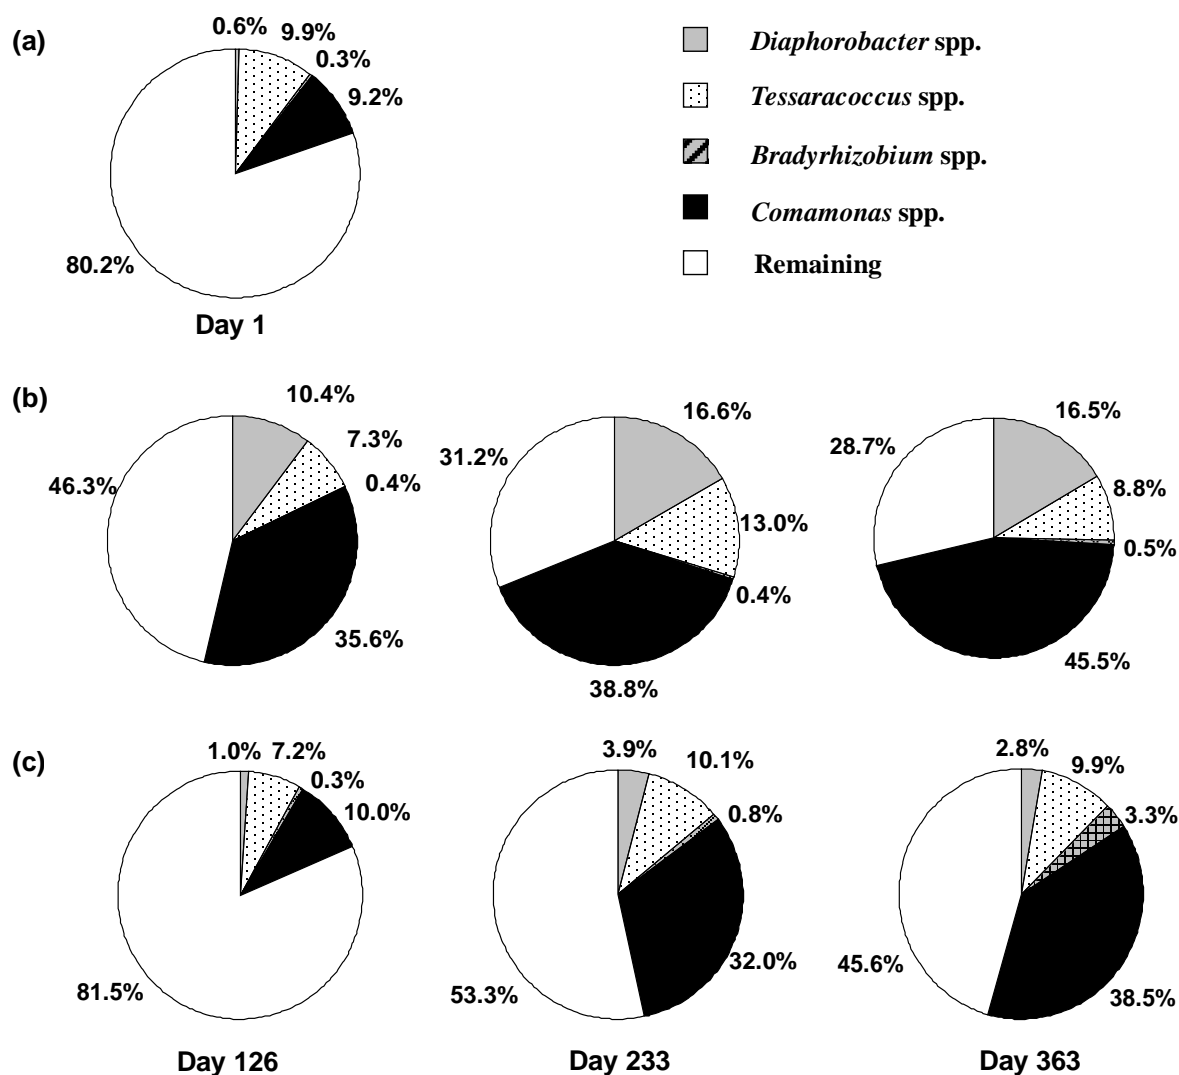 (a)
0.6%
9.9%
0.3%
9.2%
80.2%
Day 1
Diaphorobacter spp.
Tessaracoccus spp.
Bradyrhizobium spp.
Comamonas spp.
Remaining
(b)
10.4%
7.3%
0.4%
35.6%
46.3%
16.6%
13.0%
0.4%
38.8%
31.2%
16.5%
8.8%
0.5%
45.5%
28.7%
(c)
1.0%
7.2%
0.3%
10.0%
81.5%
Day 126
3.9%
10.1%
0.8%
32.0%
53.3%
Day 233
2.8%
9.9%
3.3%
38.5%
45.6%
Day 363